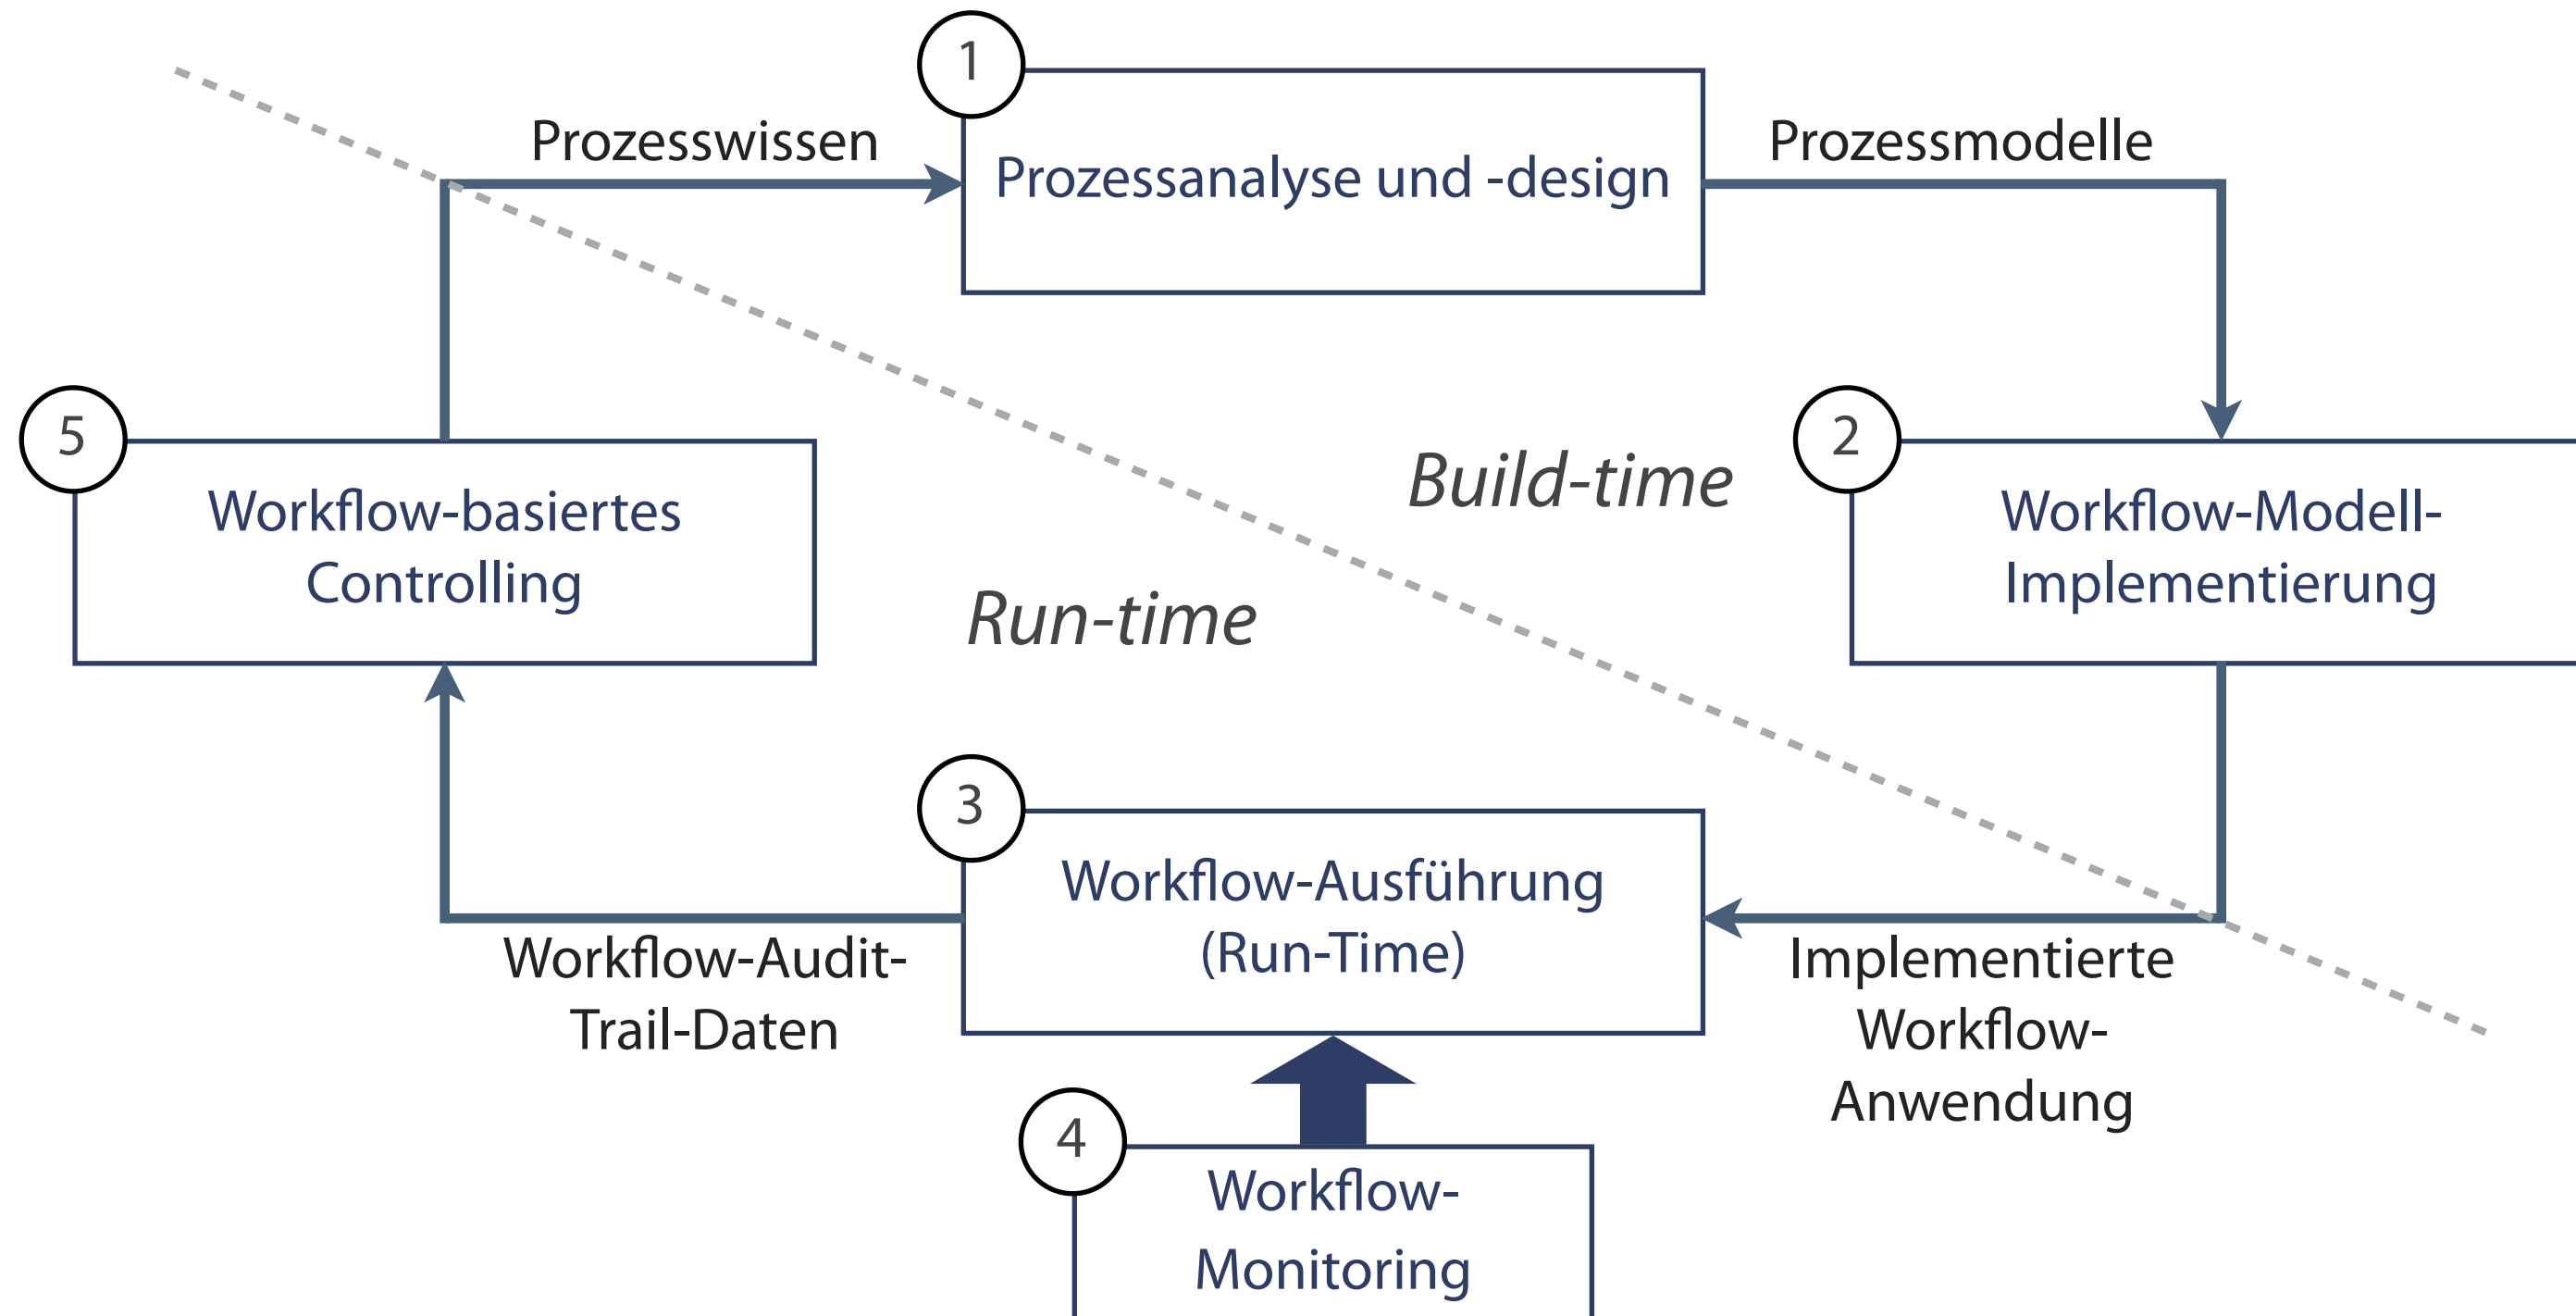 1
Prozesswissen
Prozessanalyse und -design
Prozessmodelle
5
Workflow-basiertes
Controlling
Build-time
Run-time
2
Workflow-Modell-
Implementierung
3
Workflow-Ausführung
(Run-Time)
Workflow-Audit-
Trail-Daten
Implementierte
Workflow-
Anwendung
4
Workflow-
Monitoring